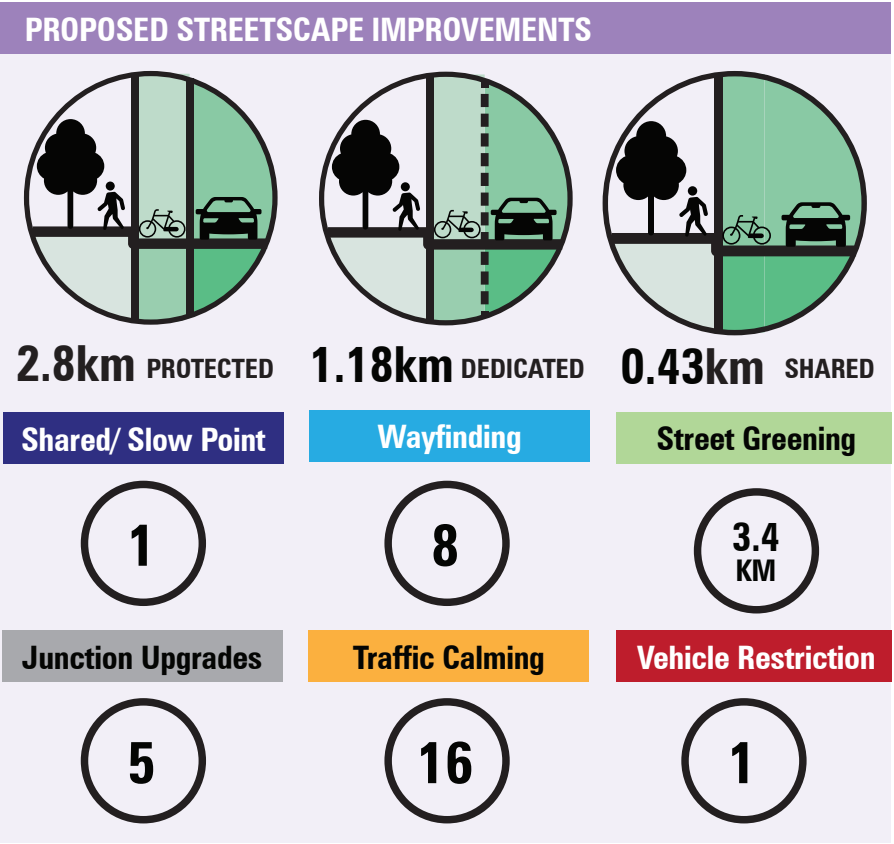 PROPOSED STREETSCAPE IMPROVEMENTS
2.8km PROTECTED
1.18km DEDICATED
0.43km SHARED
Shared/ Slow Point
Wayfinding
Street Greening
1
8
3.4
KM
Junction Upgrades
Traffic Calming
Vehicle Restriction
5
16
1